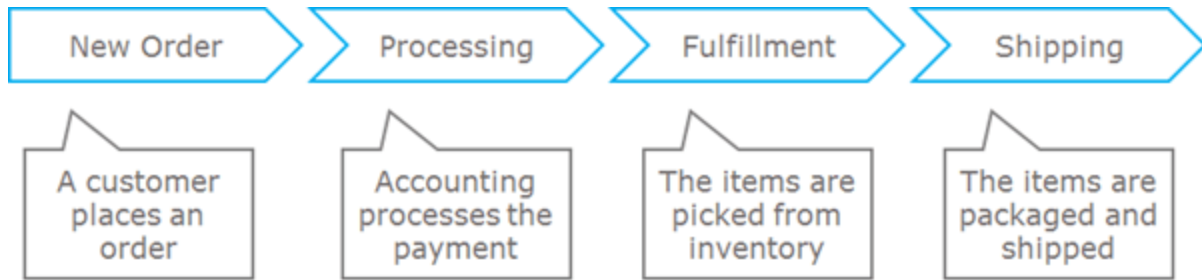 New Order
Processing
Fulfillment
Shipping
A customer
places an
order
Accounting
processes the
payment
The items are
picked from
inventory
The items are
packaged and
shipped